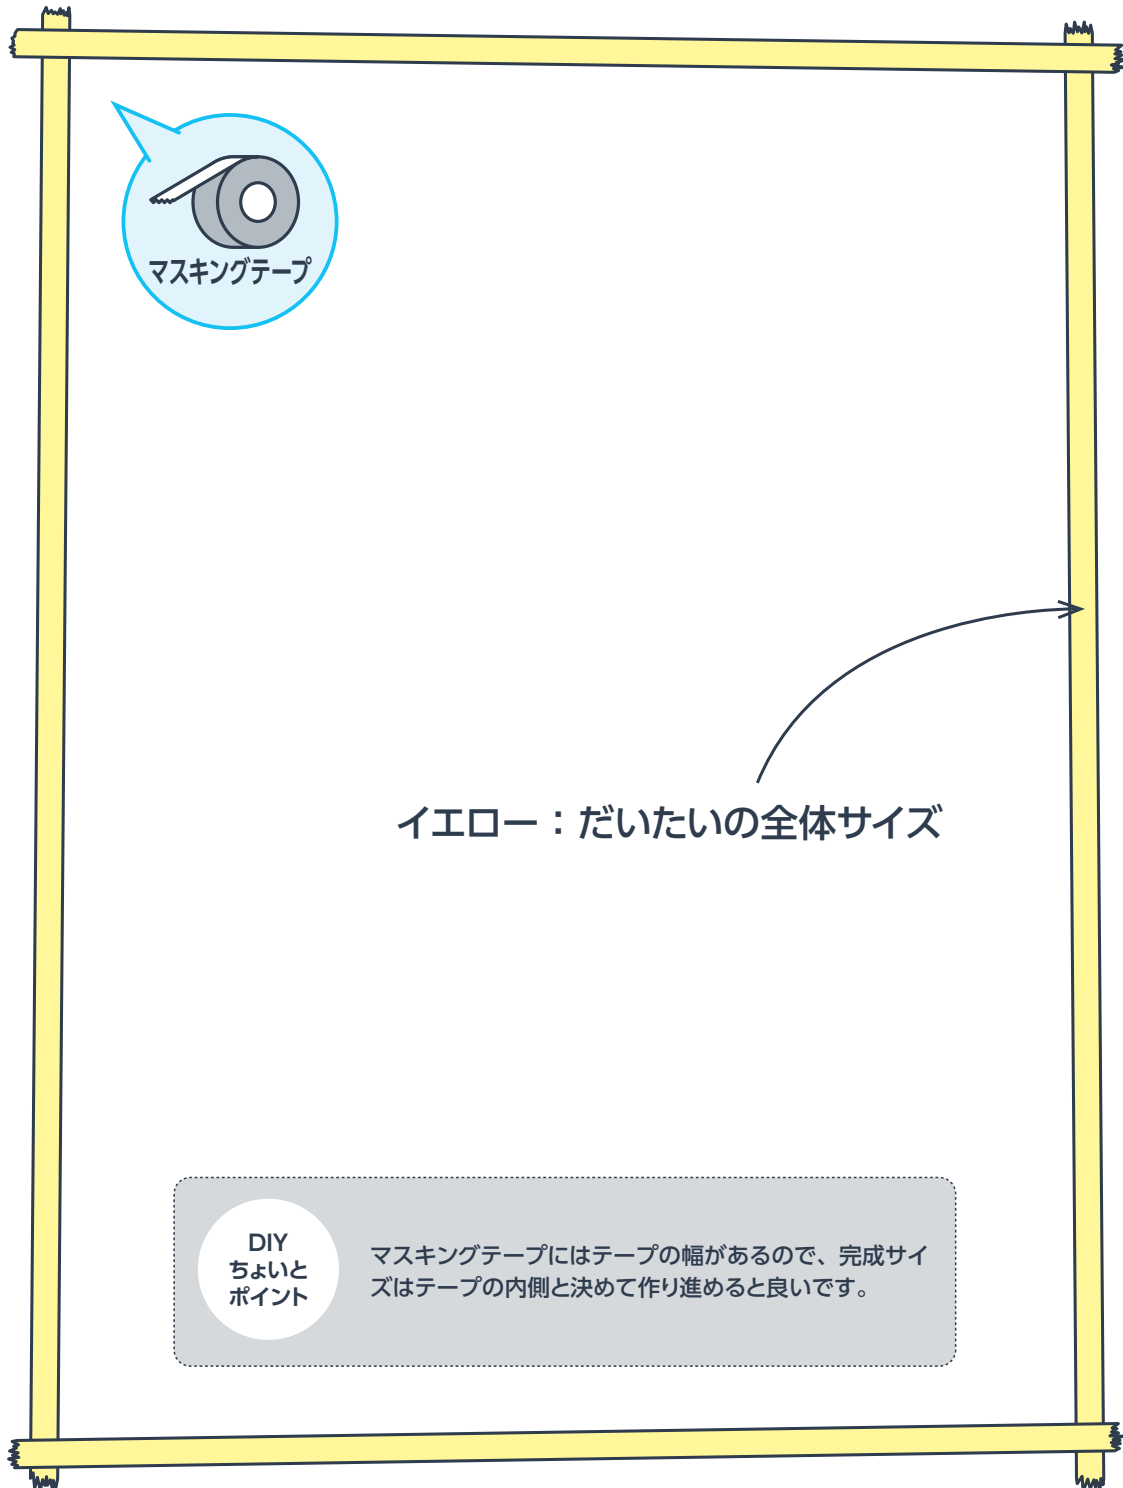 マスキングテープ
イエロー：だいたいの全体サイズ
DIY
ちょいと
ポイント
マスキングテープにはテープの幅があるので、完成サイ
ズはテープの内側と決めて作り進めると良いです。